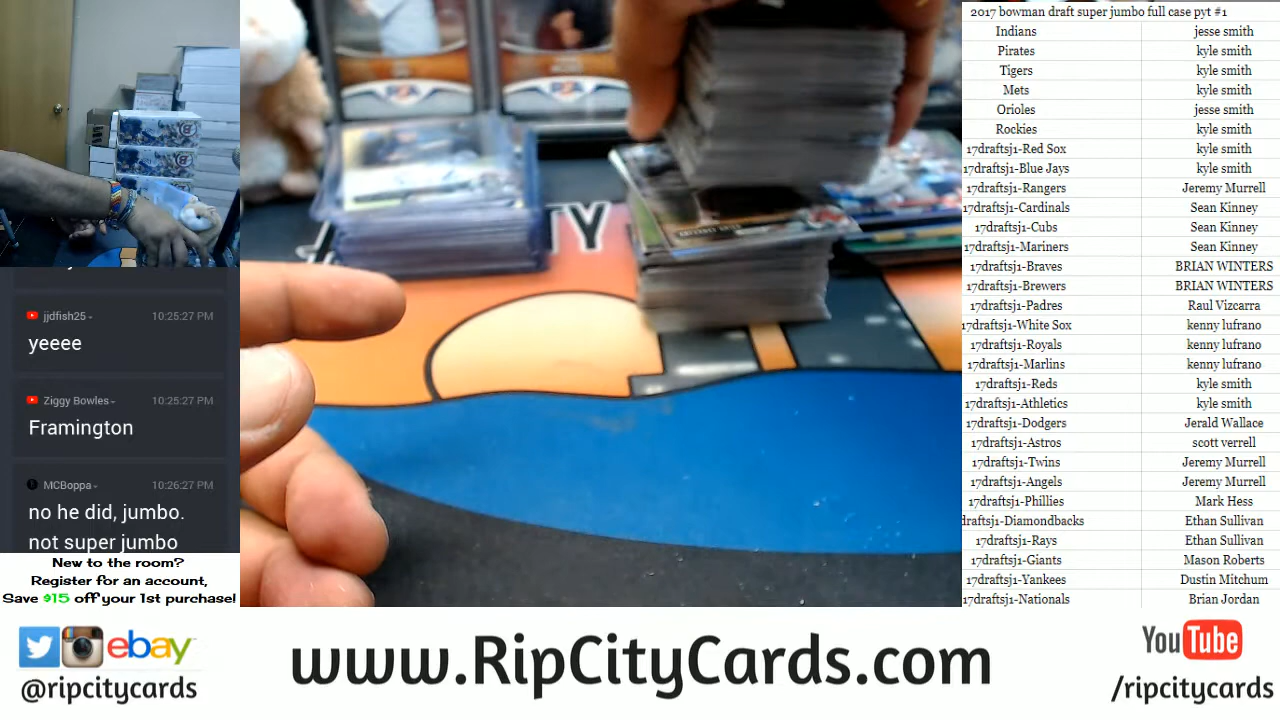 jjdfish25
10:25:27 PM
yeeee
Ziggy Bowles
10:25:27 PM
Framington
MCBoppa
10:26:27 PM
no he did, jumbo.
not super jumbo
New to the room?
Register for an account,
Save $15 off your 1st purchase!
TY
2017 bowman draft super jumbo full case pyt #1
Indians jesse smith
Pirates kyle smith
Tigers kyle smith
Mets kyle smith
Orioles jesse smith
Rockies kyle smith
17draftsj1-Red Sox kyle smith
17draftsj1-Blue Jays kyle smith
17draftsj1-Rangers Jeremy Murrell
17draftsj1-Cardinals Sean Kinney
17draftsj1-Cubs Sean Kinney
17draftsj1-Mariners Sean Kinney
17draftsj1-Braves BRIAN WINTERS
17draftsj1-Brewers BRIAN WINTERS
17draftsj1-Padres Raul Vizcarra
17draftsj1-White Sox kenny lufrano
17draftsj1-Royals kenny lufrano
17draftsj1-Marlins kenny lufrano
17draftsj1-Reds kyle smith
17draftsj1-Athletics kyle smith
17draftsj1-Dodgers Jerald Wallace
17draftsj1-Astros scott verrell
17draftsj1-Twins Jeremy Murrell
17draftsj1-Angels Jeremy Murrell
17draftsj1-Phillies Mark Hess
draftsj1-Diamondbacks Ethan Sullivan
17draftsj1-Rays Ethan Sullivan
17draftsj1-Giants Mason Roberts
17draftsj1-Yankees Dustin Mitchum
17draftsj1-Nationals Brian Jordan
ebay
@ripcitycards
www.RipCityCards.com
YouTube
/ripcitycards